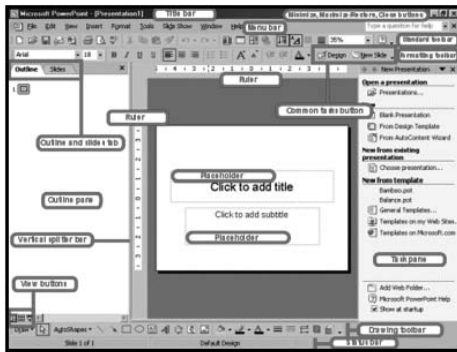 Microsoft PowerPoint - [Presentation1]
Title bar
Minimize, Maximize/Restore, Close buttons
File Edit View Insert Format Tools Slide Show Window Help
Menu bar
Type a question for help
35%
Standard toolbar
Arial
18
B I U S
Design
New Slide
Formatting toolbar
Outline
Slides
Ruler
New Presentation
Open a presentation
Presentations...
Common tasks button
Blank Presentation
From Design Template
From AutoContent Wizard
New from existing presentation
Choose presentation...
New from template
Bamboo.pot
Balance.pot
General Templates...
Templates on my Web Sites...
Templates on Microsoft.com
Task pane
Add Web Folder...
Microsoft PowerPoint Help
Show at startup
1
Ruler
Outline and slides tab
Outline pane
Vertical splitter bar
View buttons
Placeholder
Click to add title
Click to add subtitle
Placeholder
Draw
AutoShapes
Drawing toolbar
Slide 1 of 1
Default Design
Status bar